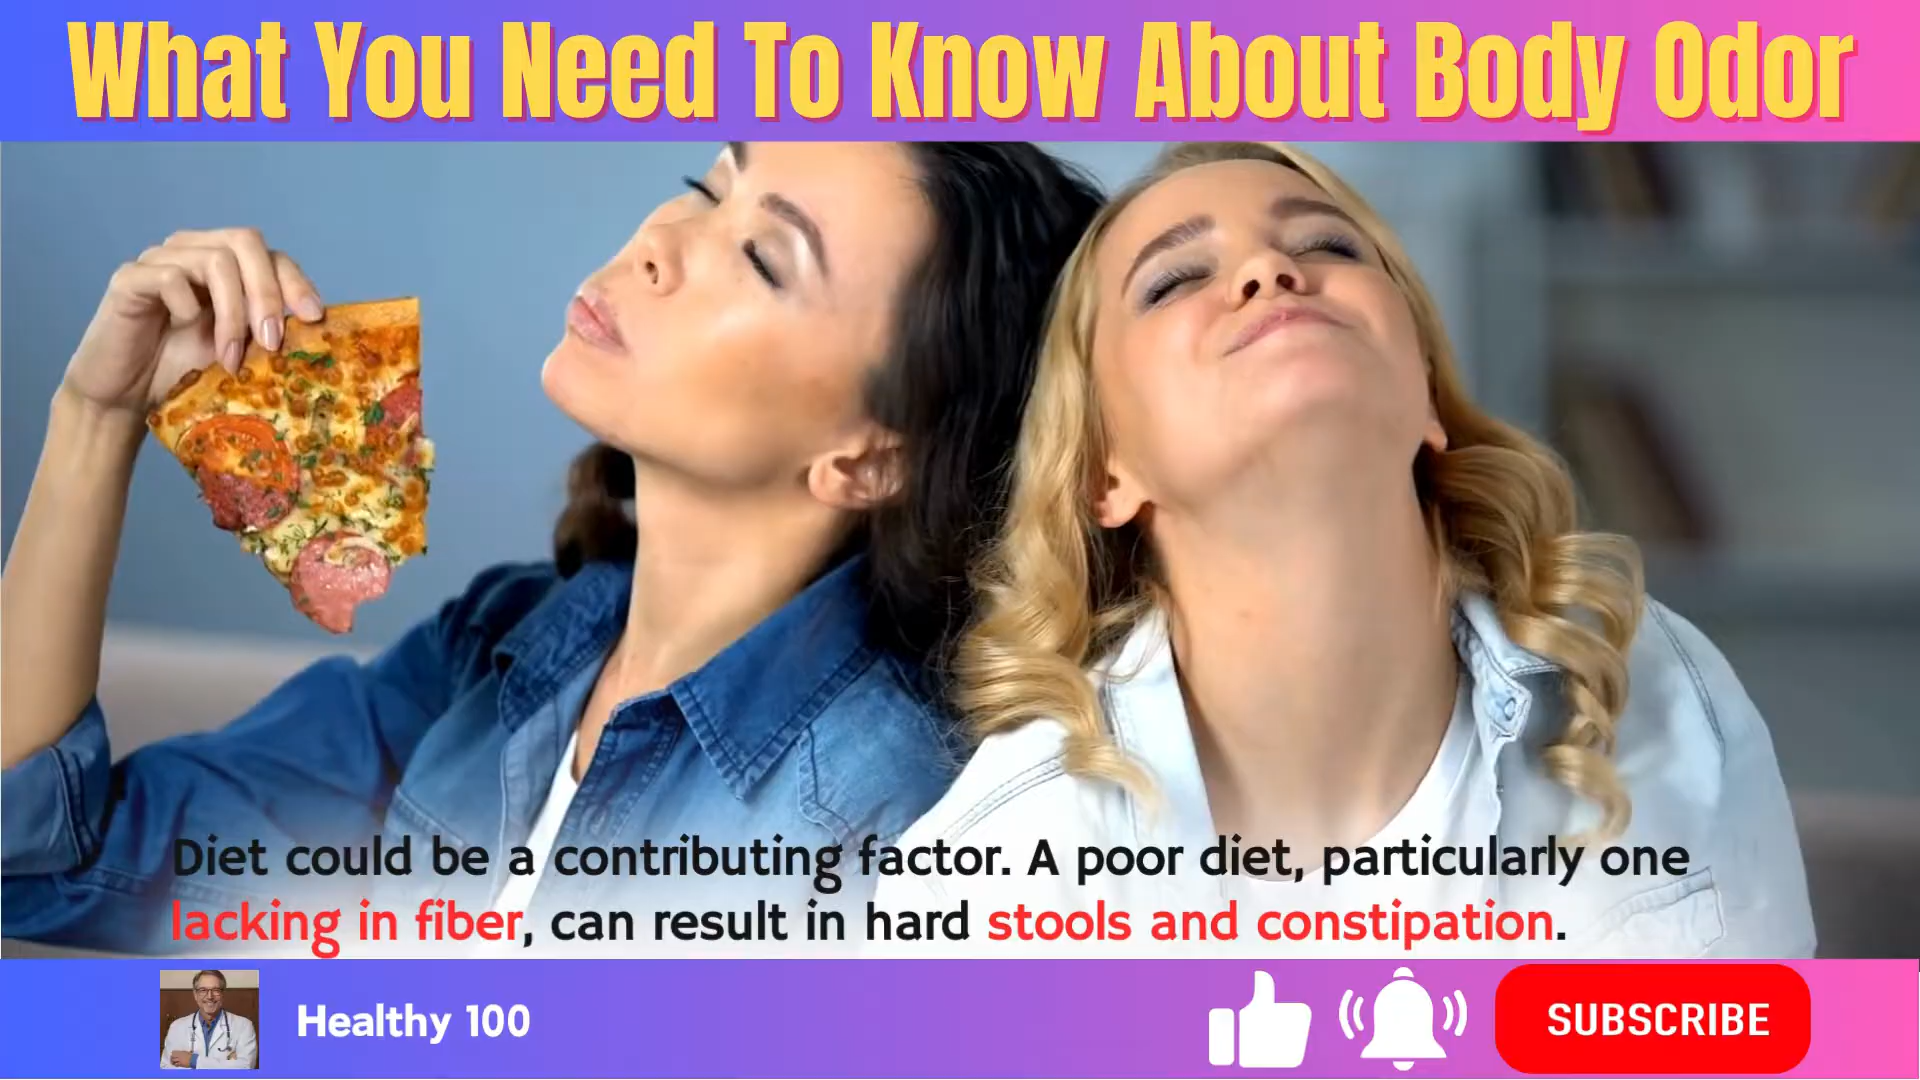 What You Need To Know About Body Odor
Diet could be a contributing factor. A poor diet, particularly one
lacking in fiber, can result in hard stools and constipation.
Healthy 100
SUBSCRIBE